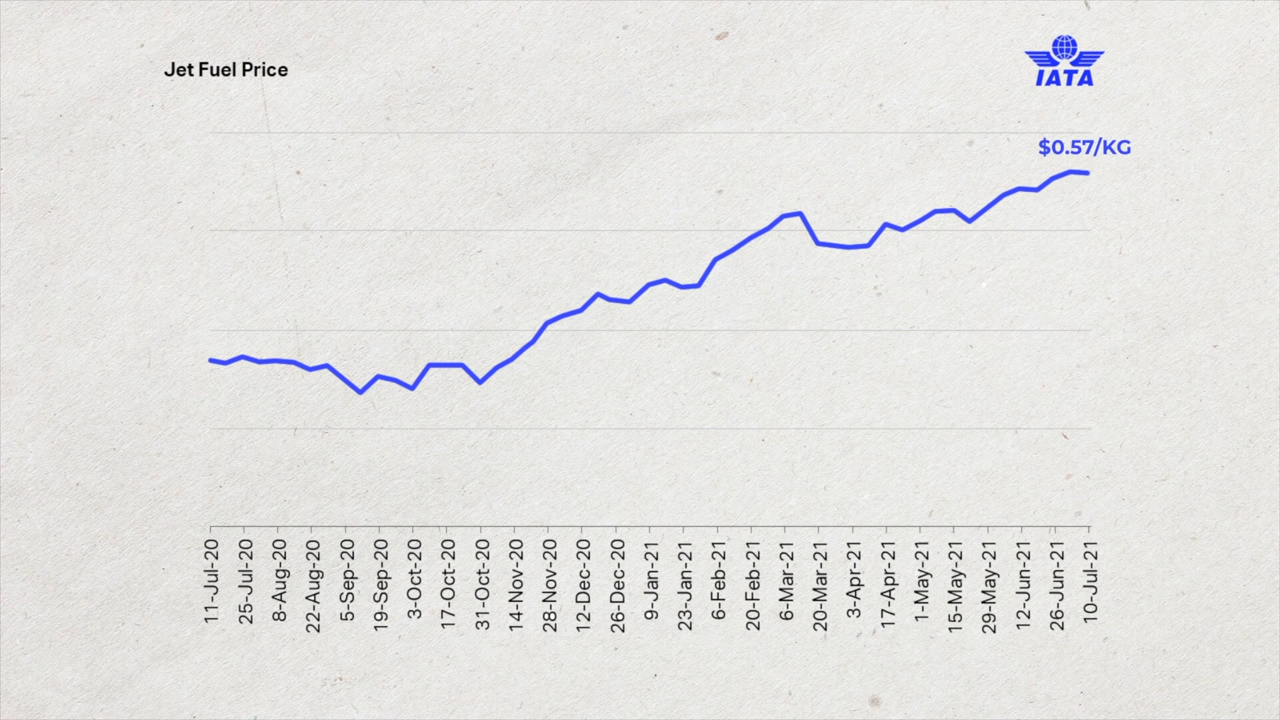 Jet Fuel Price
IATA
$0.57/KG
11-Jul-20
25-Jul-20
8-Aug-20
22-Aug-20
5-Sep-20
19-Sep-20
3-Oct-20
17-Oct-20
31-Oct-20
14-Nov-20
28-Nov-20
12-Dec-20
26-Dec-20
9-Jan-21
23-Jan-21
6-Feb-21
20-Feb-21
6-Mar-21
20-Mar-21
3-Apr-21
17-Apr-21
1-May-21
15-May-21
29-May-21
12-Jun-21
26-Jun-21
10-Jul-21